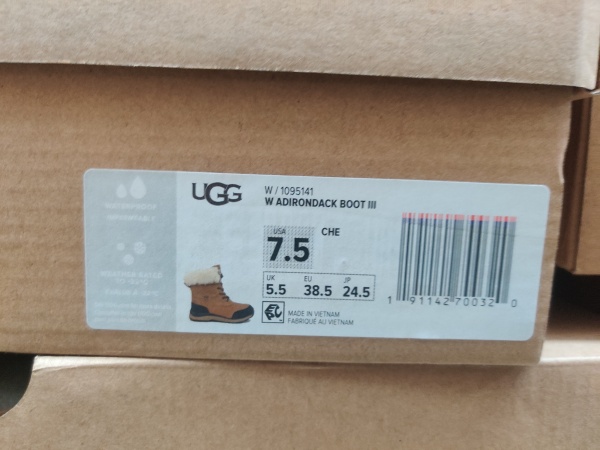 UGG
W / 1095141
W ADIRONDACK BOOT III
USA
7.5
CHE
UK EU JP
5.5 38.5 24.5
MADE IN VIETNAM
FABRIQUÉ AU VIETNAM
1 91142 70032 0